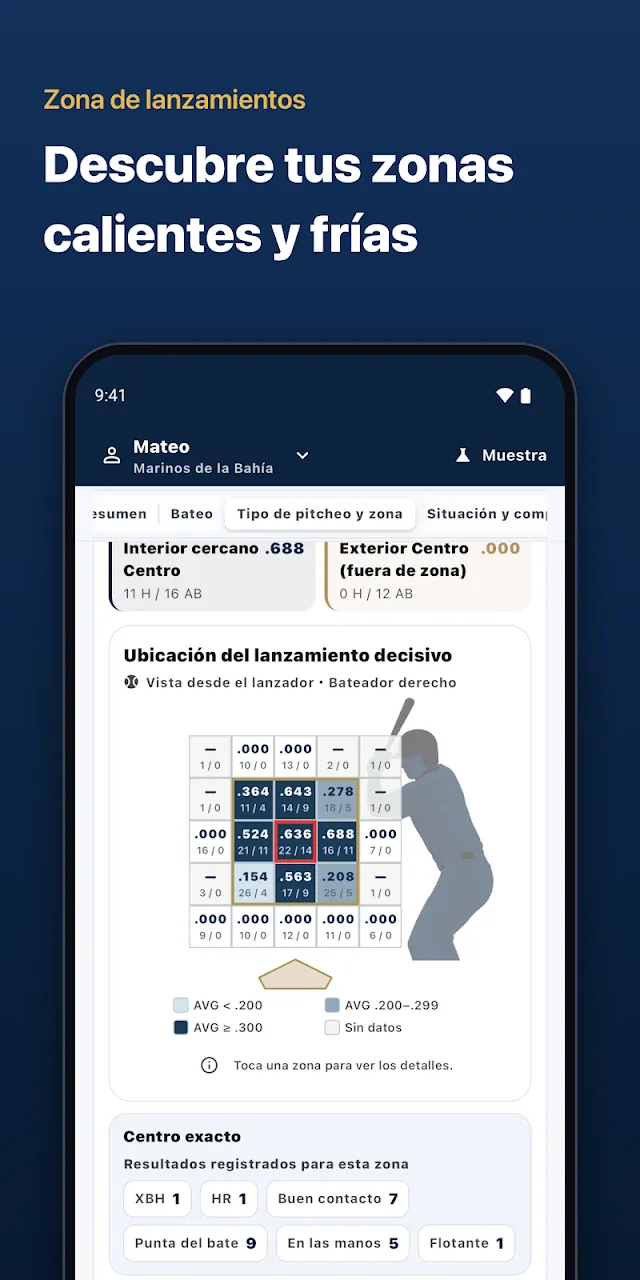 Zona de lanzamientos
Descubre tus zonas
calientes y frías
9:41
Mateo
Marinos de la Bahía
Muestra
esumen
Bateo
Tipo de pitcheo y zona
Situación y comp
Interior cercano .688
Centro
11 H / 16 AB
Exterior Centro .000
(fuera de zona)
0 H / 12 AB
Ubicación del lanzamiento decisivo
Vista desde el lanzador • Bateador derecho
— .000 .000 — —
1 / 0 10 / 0 13 / 0 2 / 0 1 / 0
— .364 .643 .278 —
1 / 0 11 / 4 14 / 9 18 / 5 1 / 0
.000 .524 .636 .688 .000
16 / 0 21 / 11 22 / 14 16 / 11 7 / 0
— .154 .563 .208 —
3 / 0 26 / 4 17 / 9 25 / 5 1 / 0
.000 .000 .000 .000 .000
9 / 0 10 / 0 12 / 0 11 / 0 6 / 0
AVG < .200
AVG .200–.299
AVG ≥ .300
Sin datos
Toca una zona para ver los detalles.
Centro exacto
Resultados registrados para esta zona
XBH 1
HR 1
Buen contacto 7
Punta del bate 9
En las manos 5
Flotante 1